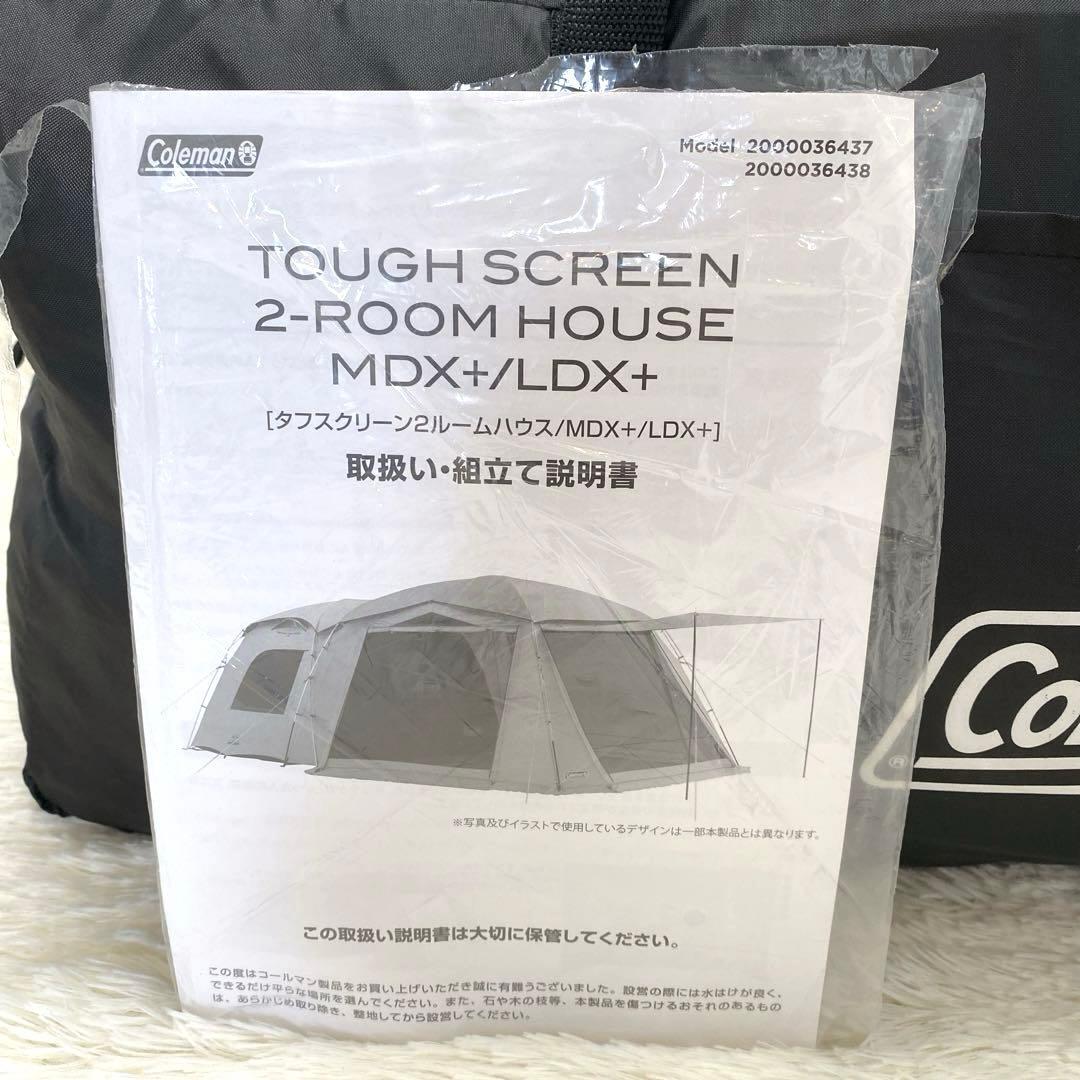 Coleman
Model 2000036437
2000036438
TOUGH SCREEN
2-ROOM HOUSE
MDX+/LDX+
[タフスクリーン2ルームハウス/MDX+/LDX+]
取扱い・組立て説明書
Coleman
※写真及びイラストで使用しているデザインは一部本製品とは異なります。
この取扱い説明書は大切に保管してください。
この度はコールマン製品をお買い上げいただき誠に有難うございました。設営の際には水はけが良く、
できるだけ平らな場所を選んでください。また、石や木の枝等、本製品を傷つけるおそれのあるもの
は、あらかじめ取り除き、整地してから設営してください。
Co
®